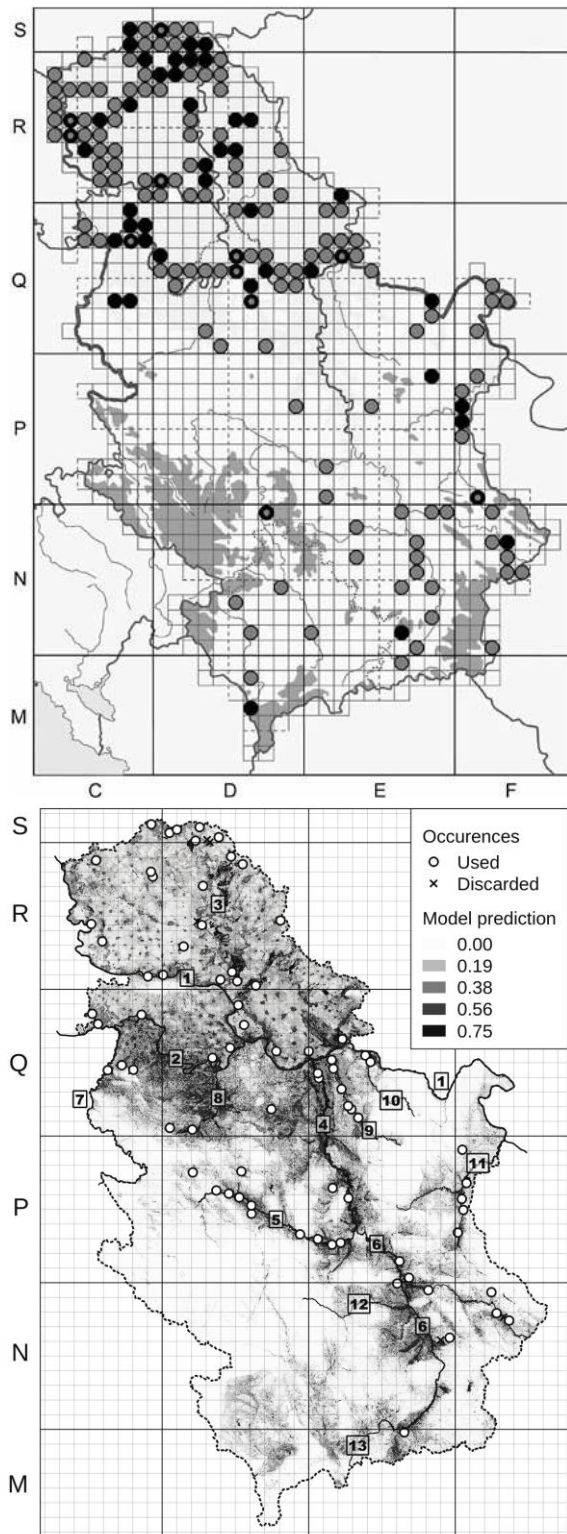 S
R
Q
P
N
M
C D E F
S
R
Q
P
N
M
Occurences
Used
Discarded
Model prediction
0.00
0.19
0.38
0.56
0.75
3
1
2
1
7
8
10
4
9
11
5
6
12
6
13